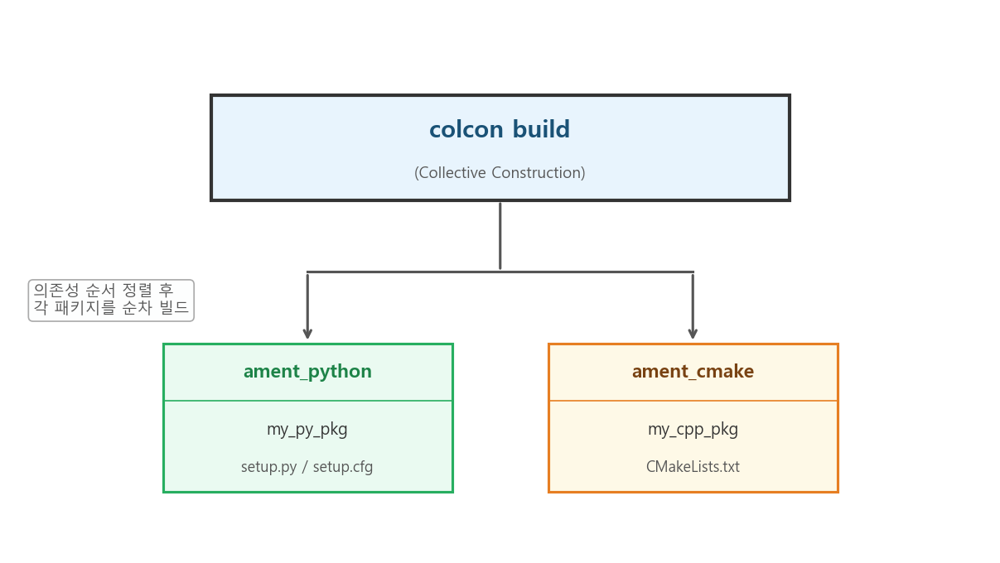 colcon build
(Collective Construction)
의존성 순서 정렬 후
각 패키지를 순차 빌드
ament_python
my_py_pkg
setup.py / setup.cfg
ament_cmake
my_cpp_pkg
CMakeLists.txt